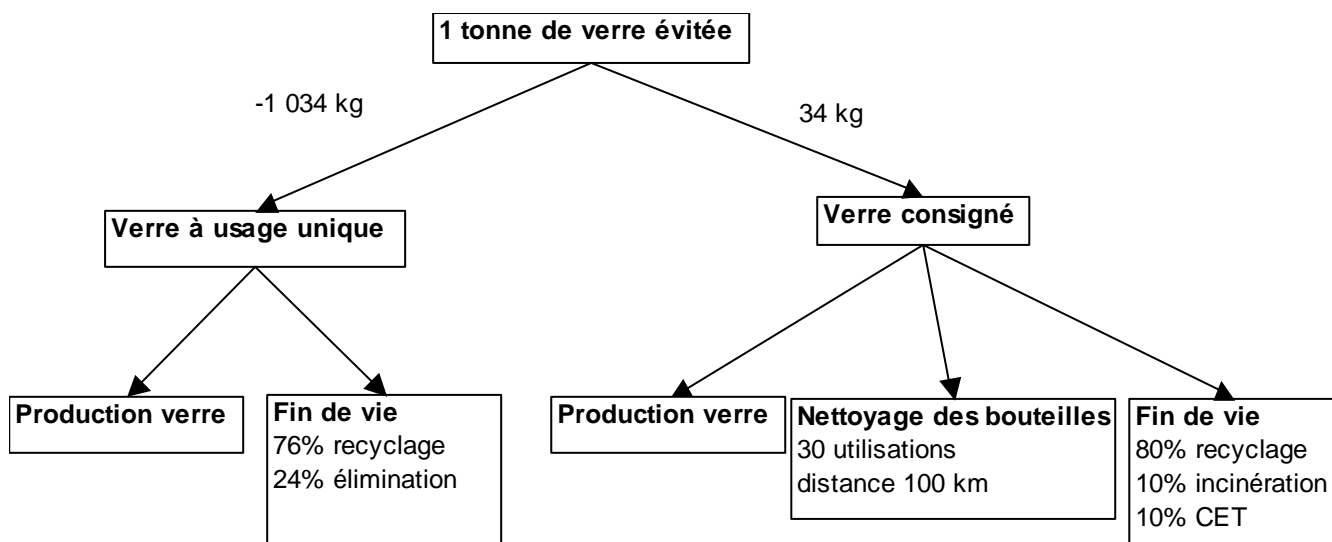 1 tonne de verre évitée
-1 034 kg
34 kg
Verre à usage unique
Verre consigné
Production verre
Fin de vie
76% recyclage
24% élimination
Production verre
Nettoyage des bouteilles
30 utilisations
distance 100 km
Fin de vie
80% recyclage
10% incinération
10% CET